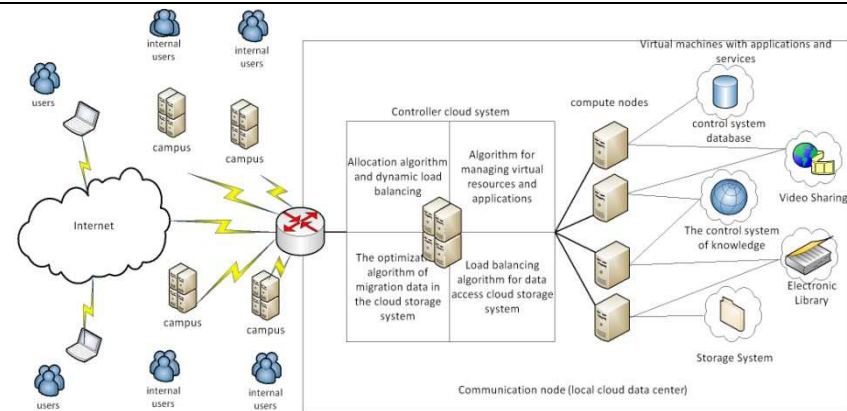 internal
users
internal
users
users
campus
campus
Internet
campus
campus
users
internal
users
internal
users
Controller cloud system
Allocation algorithm
and dynamic load
balancing
Algorithm for
managing virtual
resources and
applications
The
algorithm of
migration data in
the cloud storage
system
Load balancing
algorithm for data
access cloud storage
system
compute nodes
Virtual machines with applications and
services
control system
database
Video Sharing
The control system
of knowledge
Electronic
Library
Storage System
Communication node (local cloud data center)